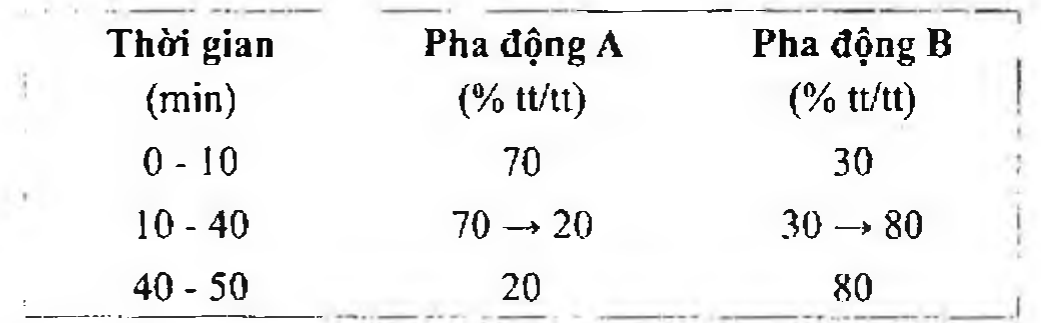 Thời gian Pha động A Pha động B
(min) (% tt/tt) (% tt/tt)
0 - 10 70 30
10 - 40 70 → 20 30 → 80
40 - 50 20 80